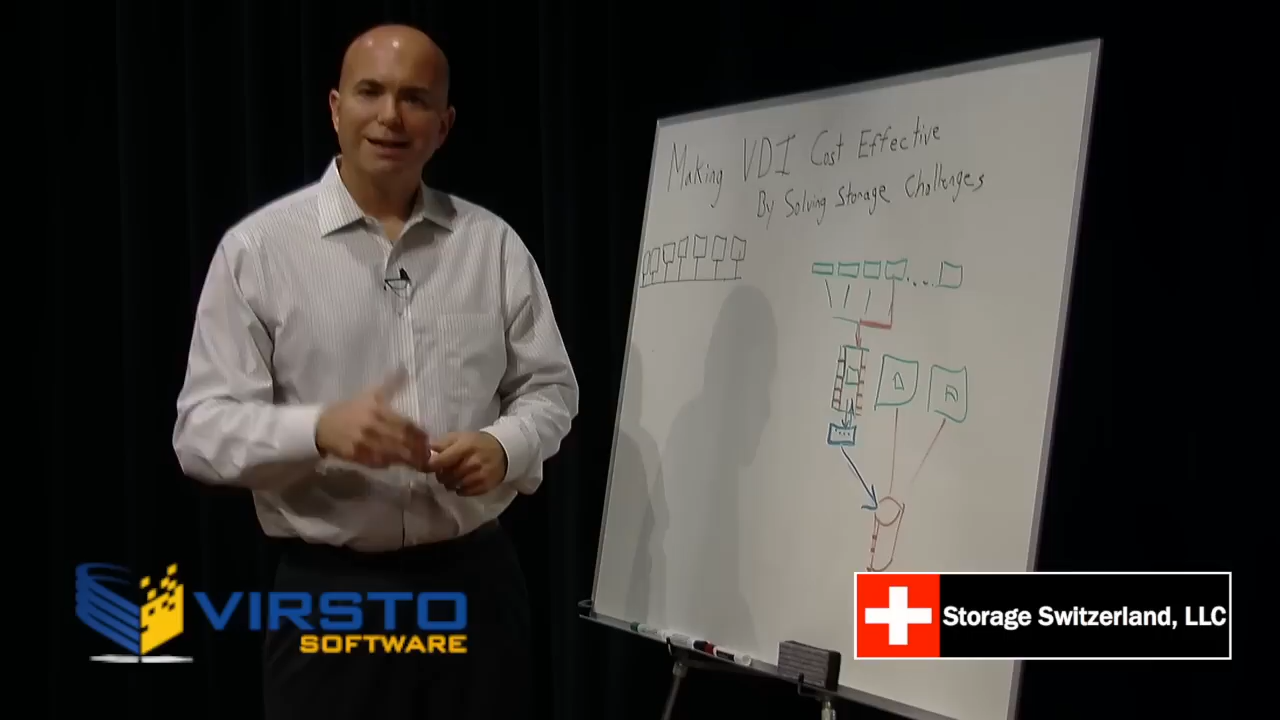 Making VDI Cost Effective
By Solving Storage Challenges
VIRSTO
SOFTWARE
Storage Switzerland, LLC